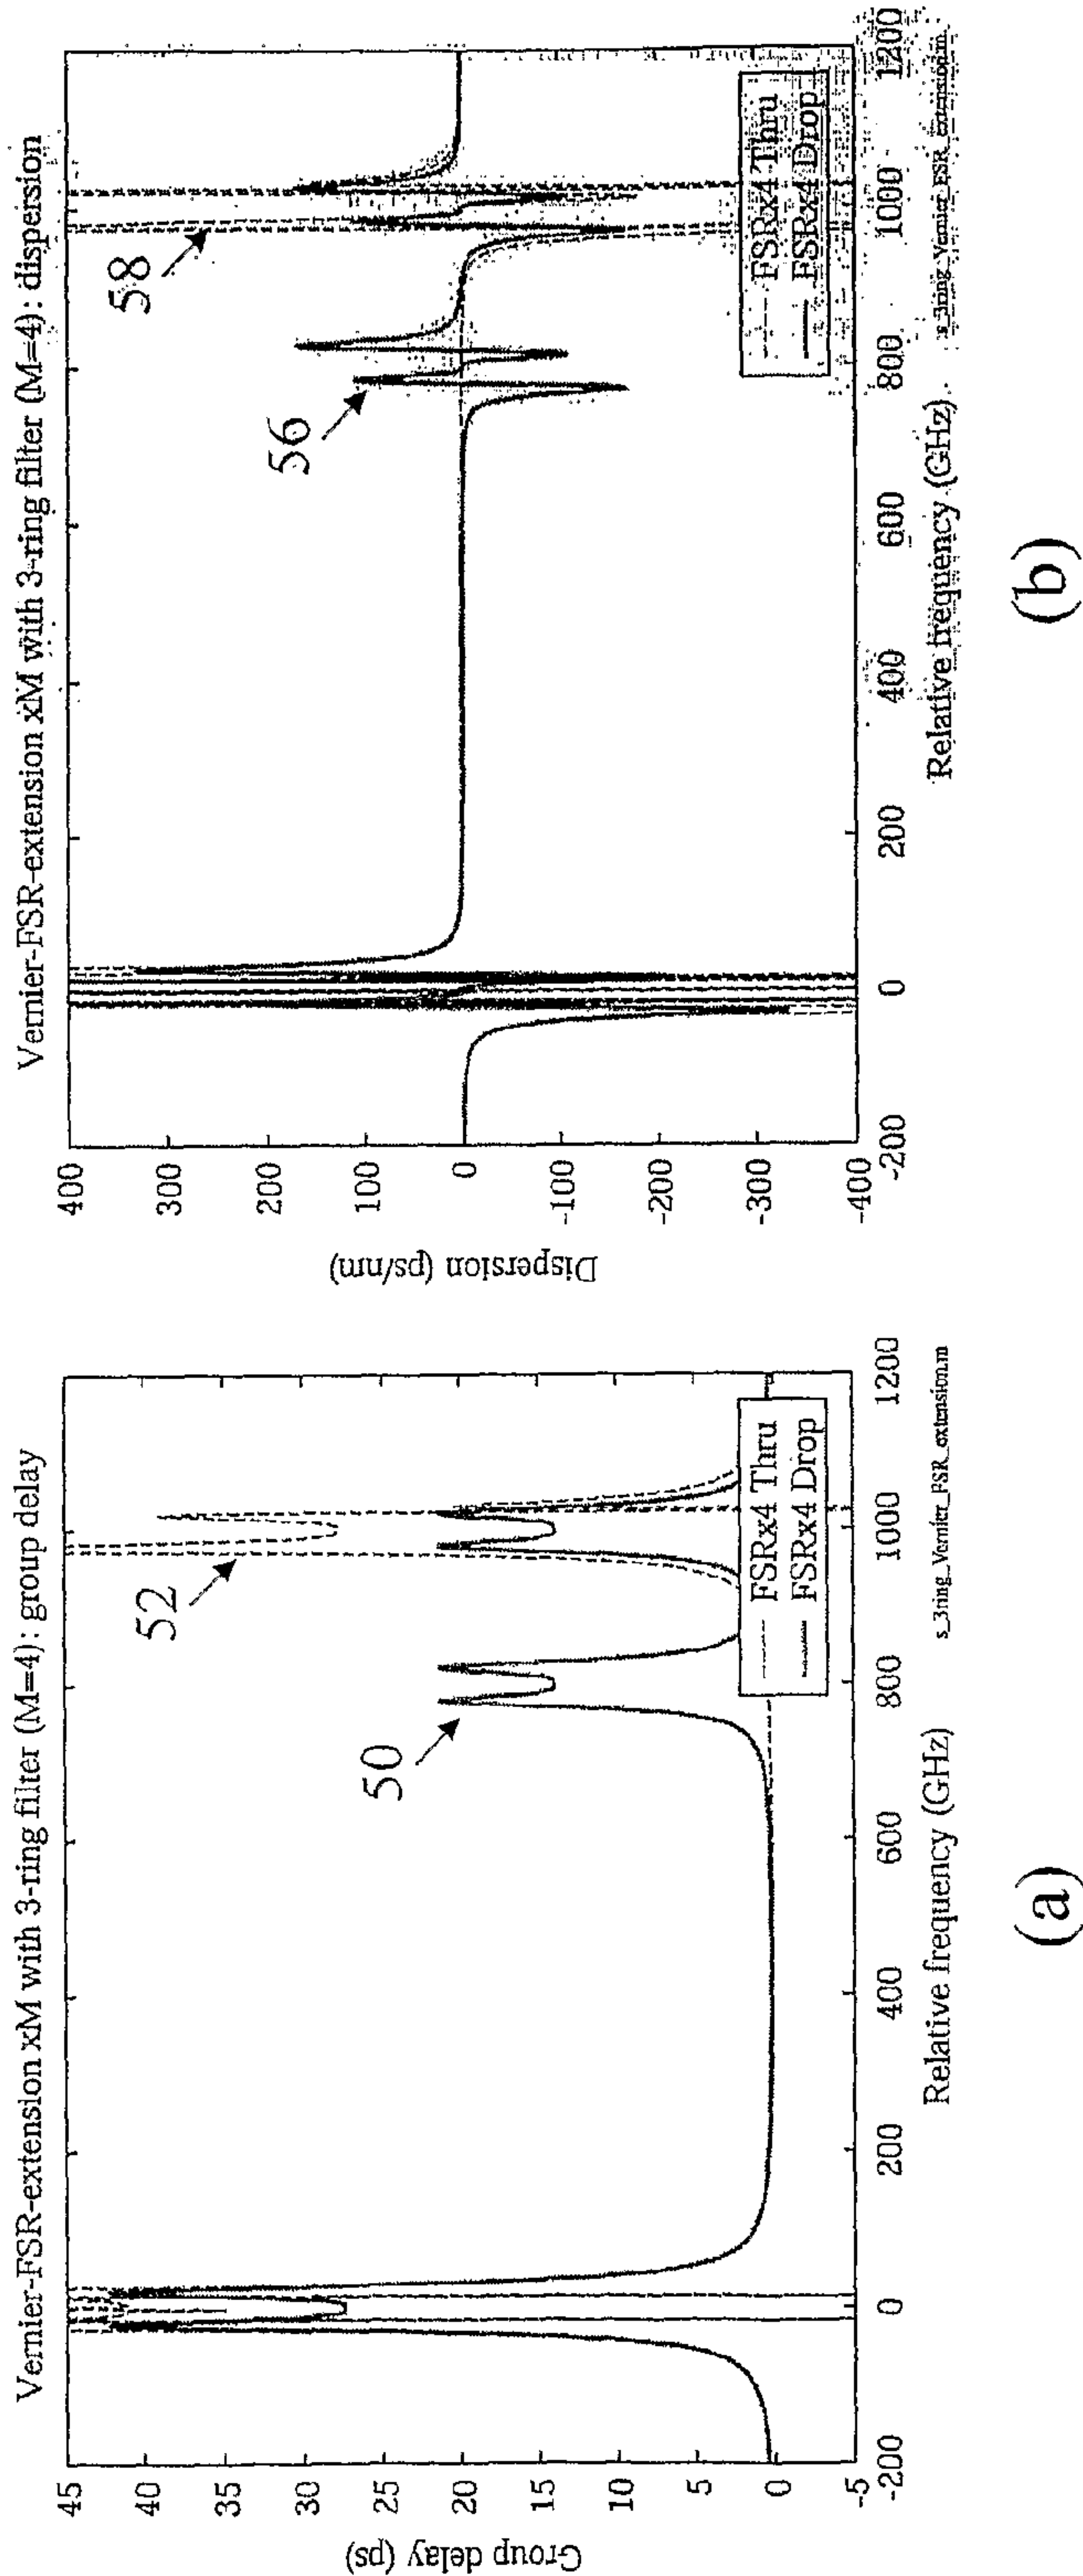 Vernier-FSR-extension xM with 3-ring filter (M=4): group delay
45
40
35
30
25
20
15
10
5
0
-5
Group delay (ps)
50
52
FSRx4 Thru
FSRx4 Drop
-200
0
200
400
600
800
1000
1200
Relative frequency (GHz)
s_3ring_Vernier_FSR_extension.m
(a)
Vernier-FSR-extension xM with 3-ring filter (M=4): dispersion
400
300
200
100
0
-100
-200
-300
-400
Dispersion (ps/nm)
56
58
FSRx4 Thru
FSRx4 Drop
-200
0
200
400
600
800
1000
1200
Relative frequency (GHz)
s_3ring_Vernier_FSR_extension.m
(b)